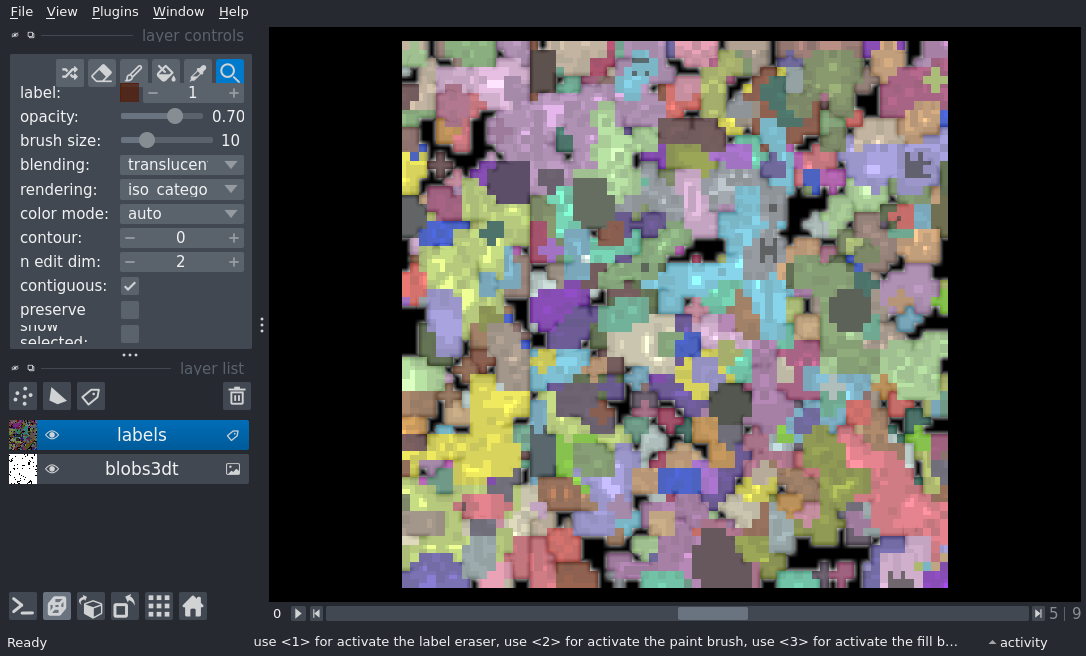 File View Plugins Window Help
layer controls
label: 1
opacity: 0.70
brush size: 10
blending: translucen
rendering: iso_catego
color mode: auto
contour: 0
n edit dim: 2
contiguous:
preserve
show
selected:
layer list
labels
blobs3dt
0 5 | 9
Ready use <1> for activate the label eraser, use <2> for activate the paint brush, use <3> for activate the fill b... activity